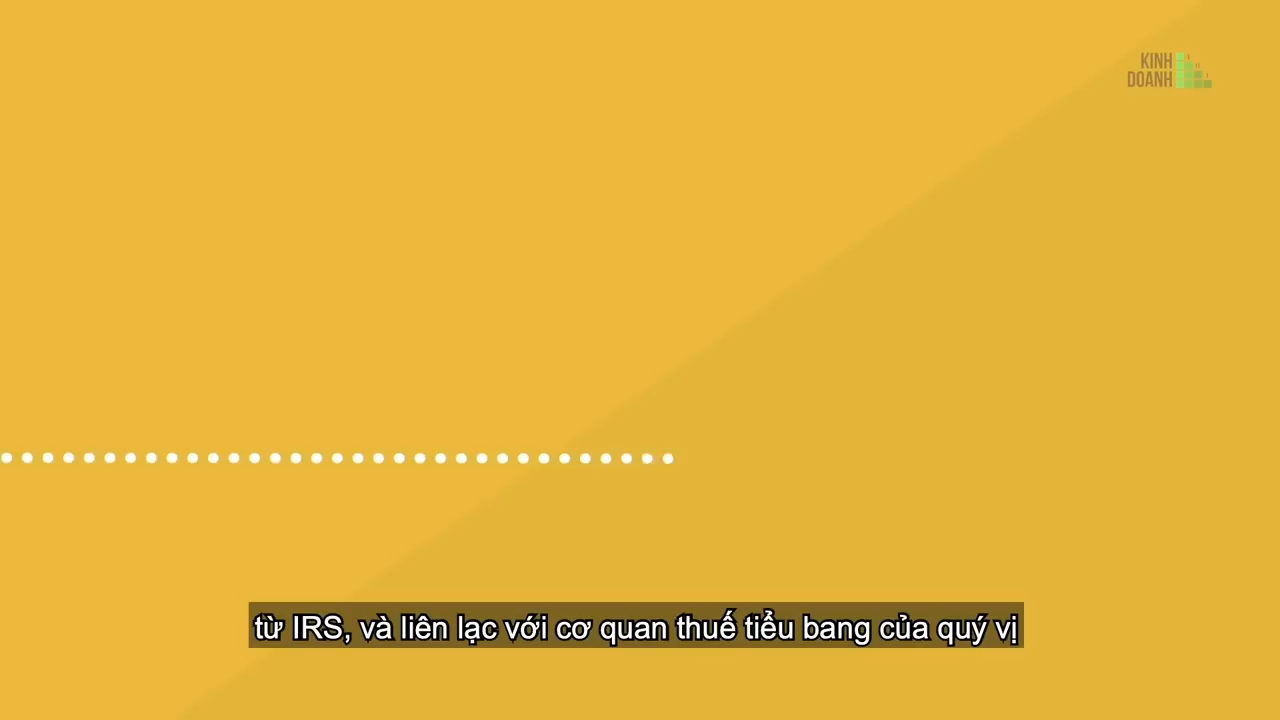 KINH
DOANH
từ IRS, và liên lạc với cơ quan thuế tiểu bang của quý vị